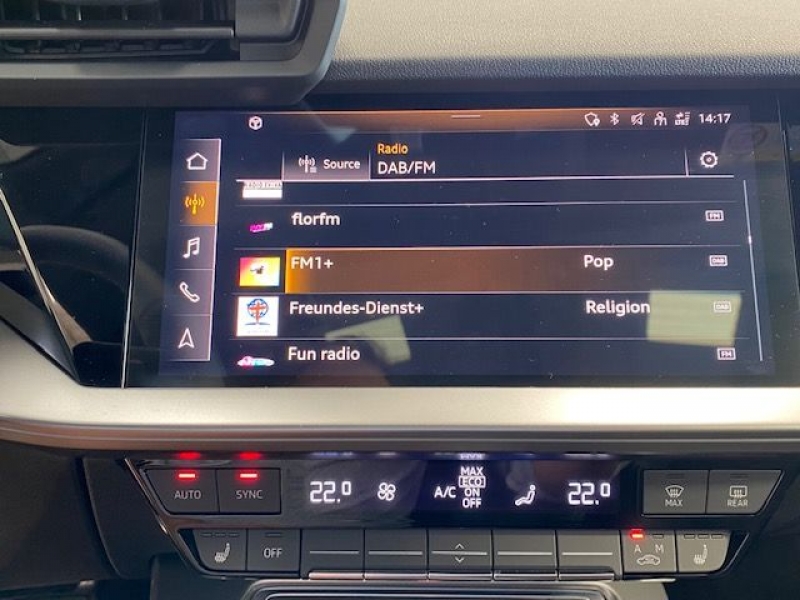 14:17
Radio
Source
DAB/FM
florfm
FM
FM1+
Pop
DAB
Freundes-Dienst+
Religion
DAB
Fun radio
FM
AUTO
SYNC
22.0
A/C
MAX
ECO
ON
OFF
22.0
MAX
REAR
OFF
A
M